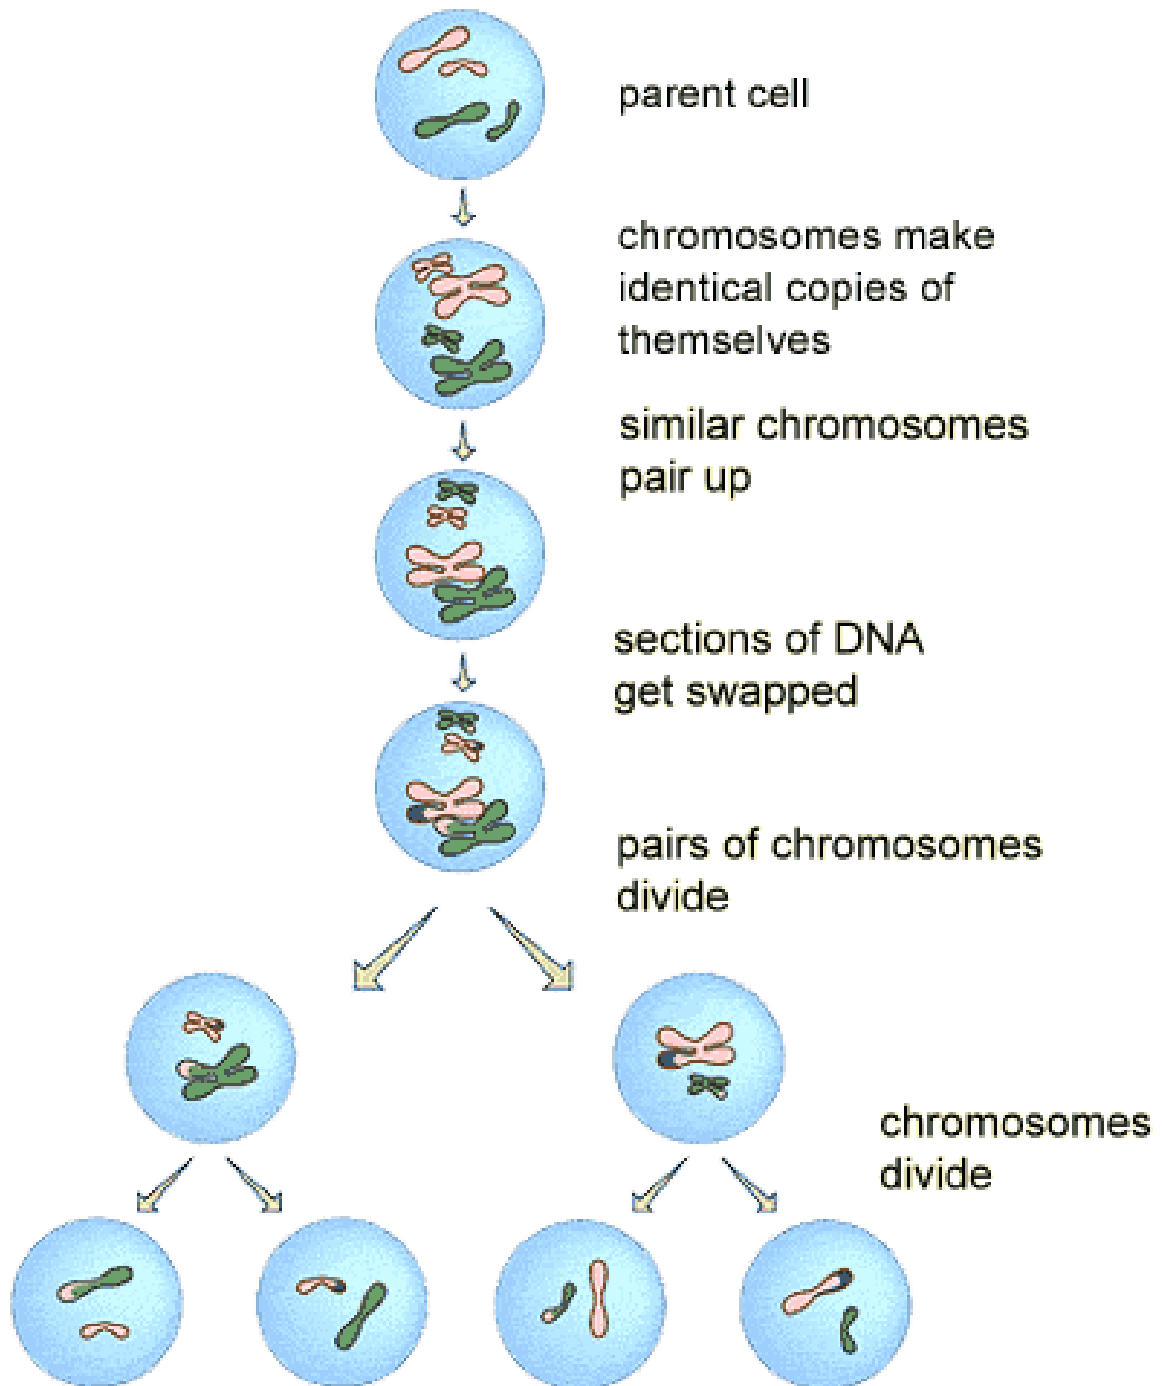 parent cell
chromosomes make
identical copies of
themselves
similar chromosomes
pair up
sections of DNA
get swapped
pairs of chromosomes
divide
chromosomes
divide